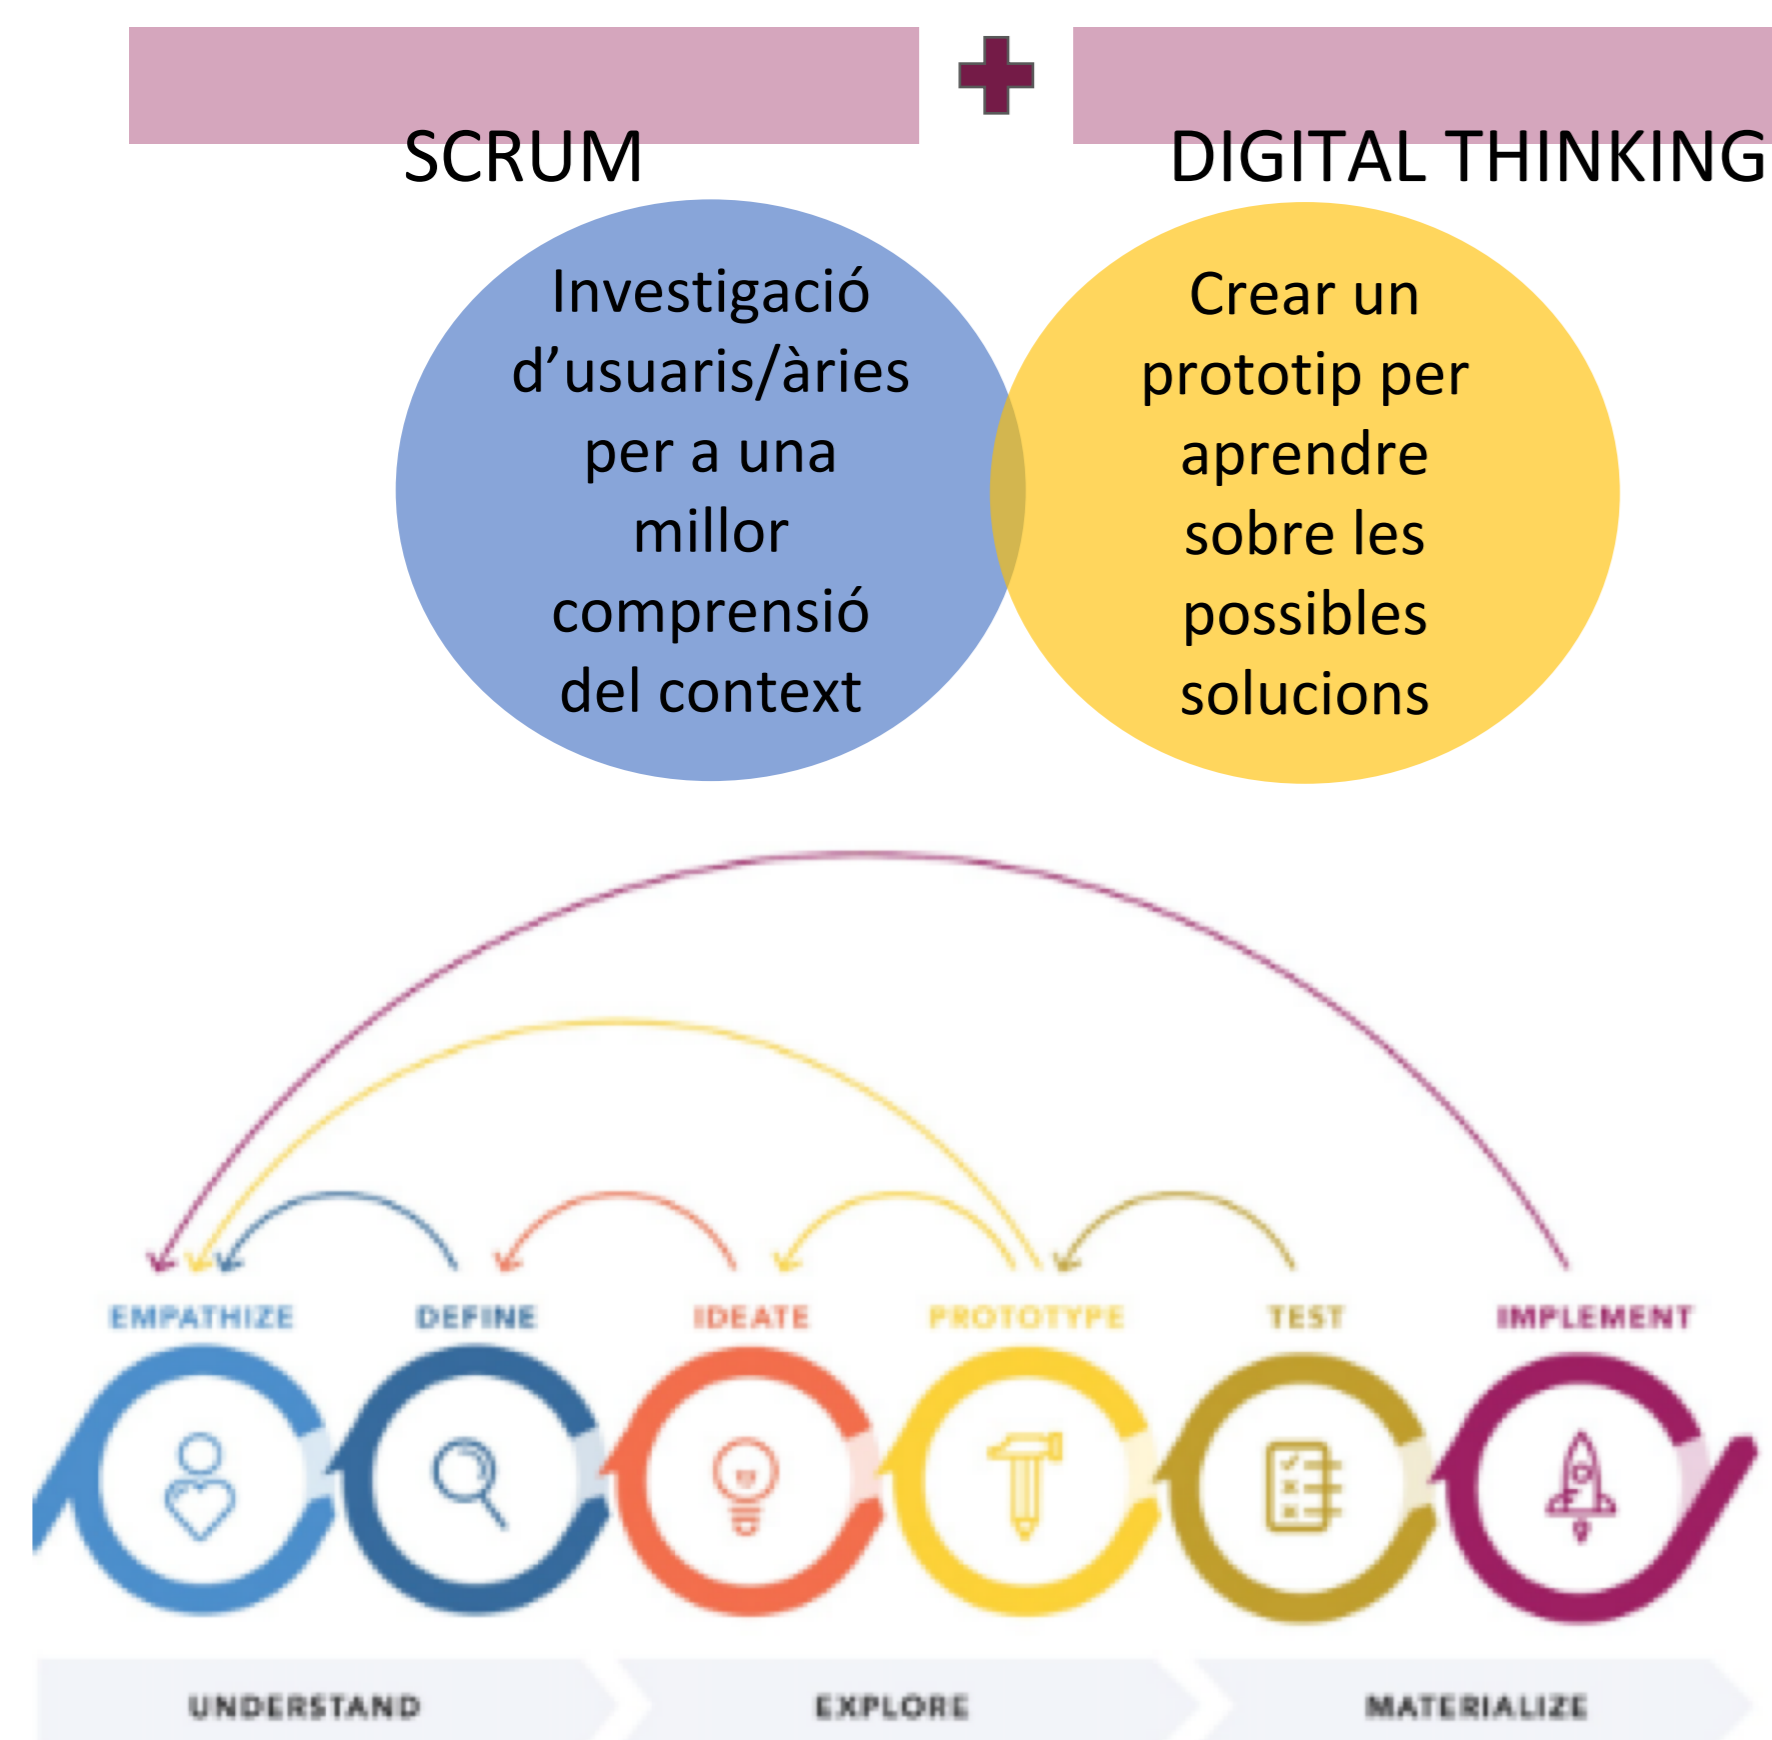 SCRUM
DIGITAL THINKING
Investigació
d’usuaris/àries
per a una
millor
comprensió
del context
Crear un
prototip per
aprendre
sobre les
possibles
solucions
EMPATHIZE
DEFINE
IDEATE
PROTOTYPE
TEST
IMPLEMENT
UNDERSTAND
EXPLORE
MATERIALIZE